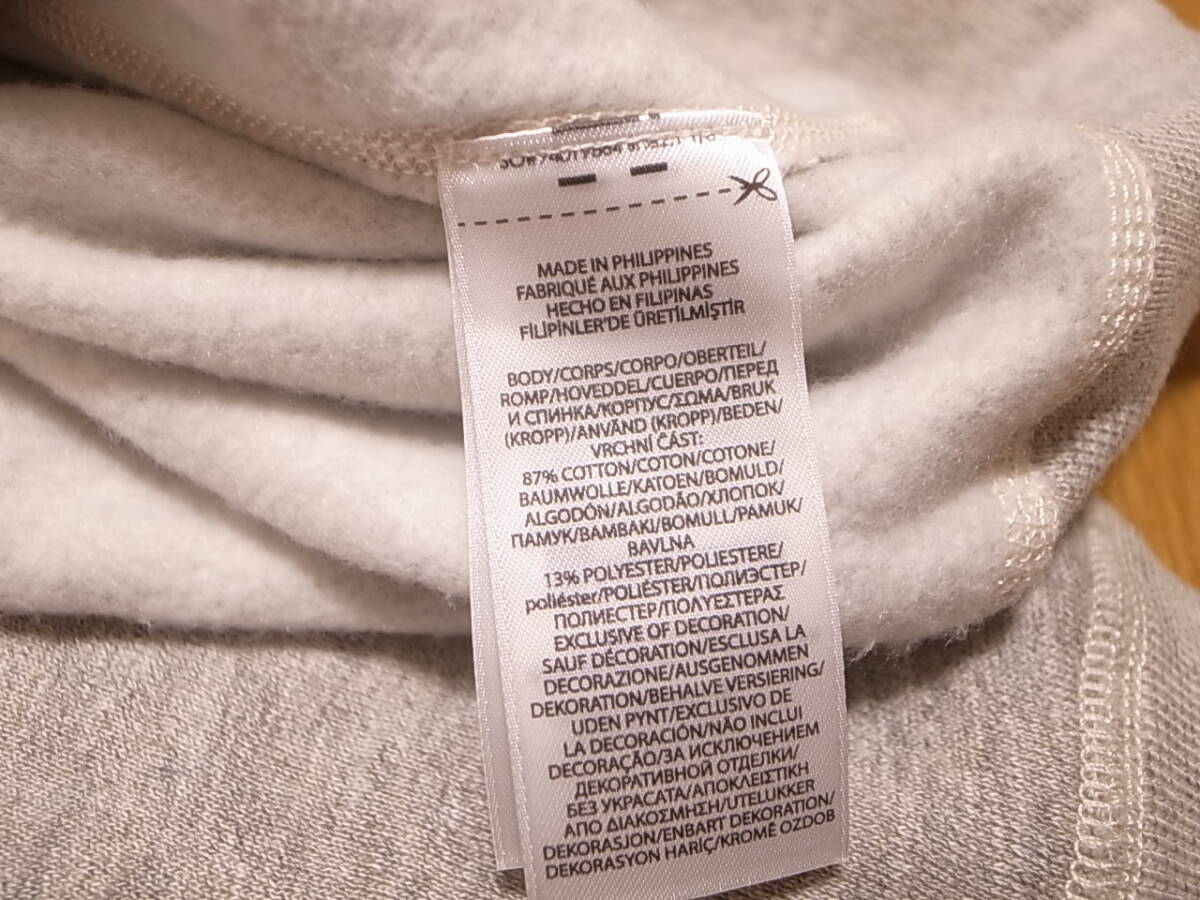 MADE IN PHILIPPINES
FABRIQUÉ AUX PHILIPPINES
HECHO EN FILIPINAS
FİLİPİNLER'DE ÜRETİLMİŞTİR
BODY/CORPS/CORPO/OBERTEIL/
ROMP/HOVEDDEL/CUERPO/ПЕРЕД
И СПИНКА/КОРПУС/ΣΩΜΑ/BRUK
(KROPP)/ANVÄND (KROPP)/BEDEN/
VRCHNÍ ČÁST:
87% COTTON/COTON/COTONE/
BAUMWOLLE/KATOEN/BOMULD/
ALGODÓN/ALGODÃO/ХЛОПОК/
ПАМУК/ΒΑΜΒΑΚΙ/BOMULL/PAMUK/
BAVLNA
13% POLYESTER/POLIESTERE/
poliéster/POLIÉSTER/ПОЛИЭСТЕР/
ПОЛИЕСТЕР/ΠΟΛΥΕΣΤΕΡΑΣ
EXCLUSIVE OF DECORATION/
SAUF DÉCORATION/ESCLUSA LA
DECORAZIONE/AUSGENOMMEN
DEKORATION/BEHALVE VERSIERING/
UDEN PYNT/EXCLUSIVO DE
LA DECORACIÓN/NÃO INCLUI
DECORAÇÃO/ЗА ИСКЛЮЧЕНИЕМ
ДЕКОРАТИВНОЙ ОТДЕЛКИ/
БЕЗ УКРАСАТА/ΑΠΟΚΛΕΙΣΤΙΚΗ
ΑΠΟ ΔΙΑΚΟΣΜΗΣΗ/UTELUKKER
DEKORASJON/ENBART DEKORATION/
DEKORASYON HARİÇ/KROMĚ OZDOB